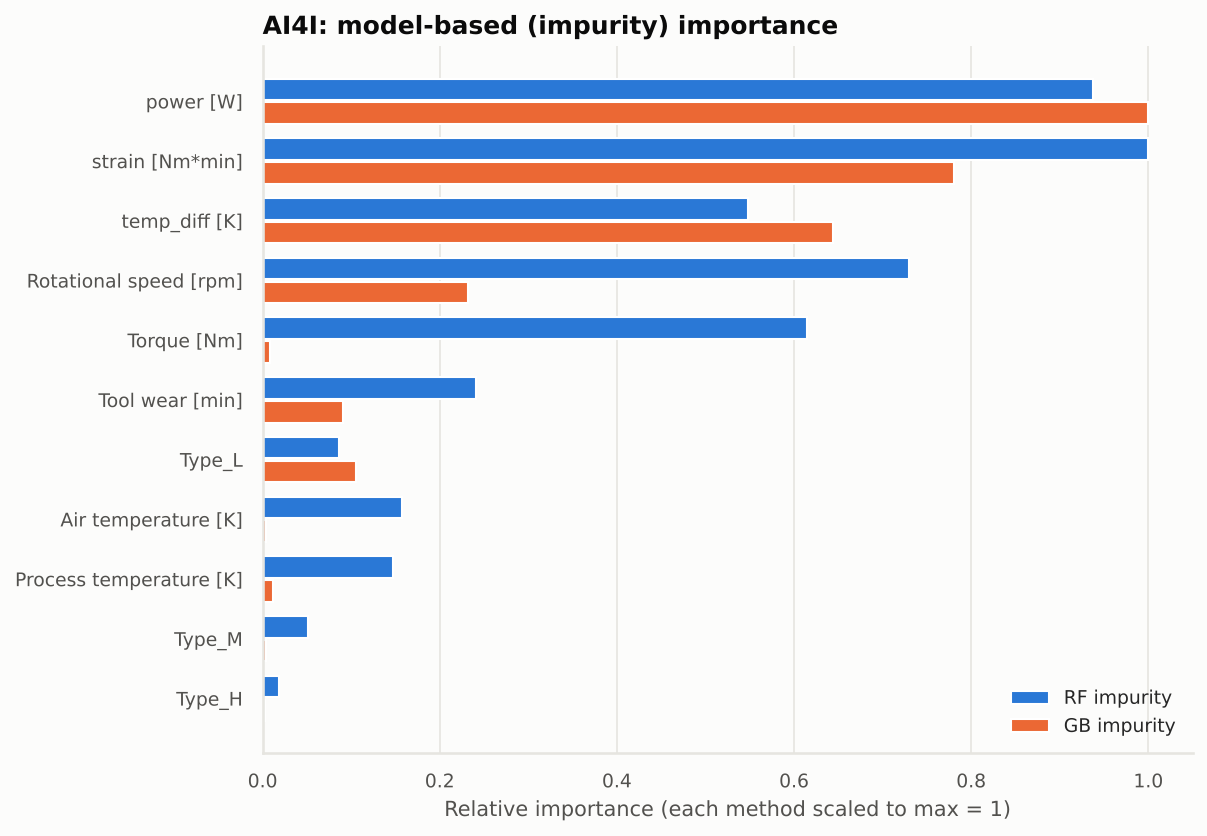 AI4I: model-based (impurity) importance
power [W]
strain [Nm*min]
temp_diff [K]
Rotational speed [rpm]
Torque [Nm]
Tool wear [min]
Type_L
Air temperature [K]
Process temperature [K]
Type_M
Type_H
RF impurity
GB impurity
0.0 0.2 0.4 0.6 0.8 1.0
Relative importance (each method scaled to max = 1)